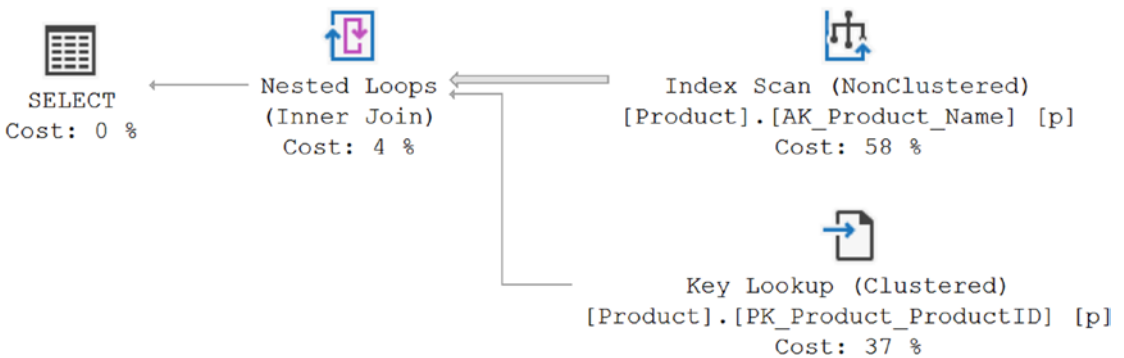 SELECT
Cost: 0 %
Nested Loops
(Inner Join)
Cost: 4 %
Index Scan (NonClustered)
[Product].[AK_Product_Name] [p]
Cost: 58 %
Key Lookup (Clustered)
[Product].[PK_Product_ProductID] [p]
Cost: 37 %